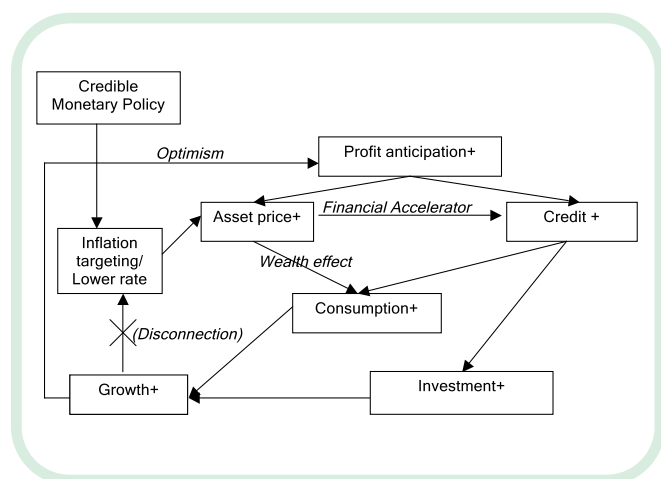 Credible
Monetary Policy
Optimism
Profit anticipation+
Asset price+
Financial Accelerator
Credit +
Inflation
targeting/
Lower rate
Wealth effect
Consumption+
(Disconnection)
Growth+
Investment+